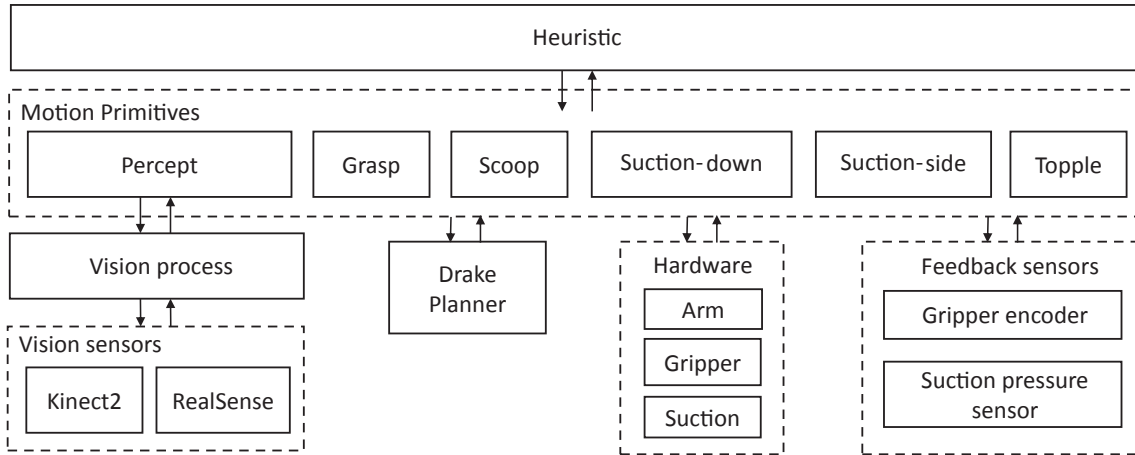 Heuristic
Motion Primitives
Percept
Grasp
Scoop
Suction-down
Suction-side
Topple
Vision process
Drake
Planner
Hardware
Arm
Gripper
Suction
Feedback sensors
Gripper encoder
Suction pressure
sensor
Vision sensors
Kinect2
RealSense